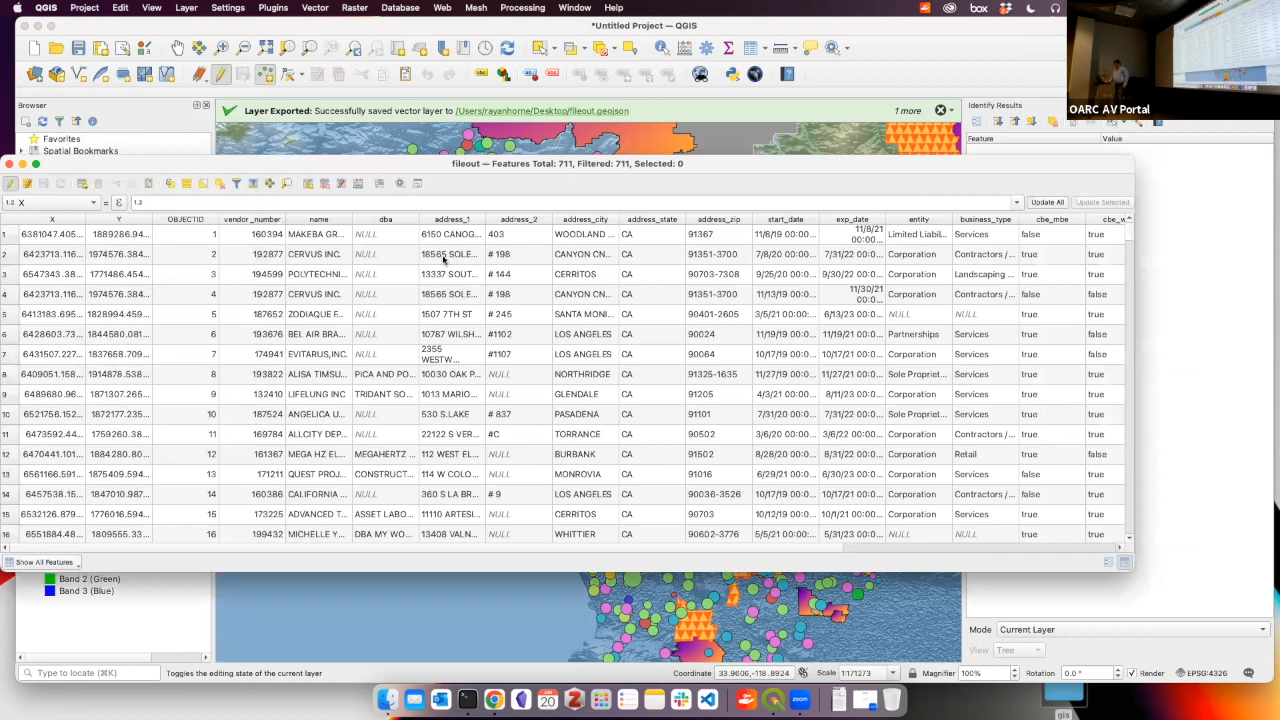 QGIS Project Edit View Layer Settings Plugins Vector Raster Database Web Mesh Processing Window Help box
*Untitled Project — QGIS
OARC AV Portal
Browser
Favorites
Spatial Bookmarks
Layer Exported: Successfully saved vector layer to /Users/rayanhorne/Desktop/fileout.geojson 1 more
Identify Results
Feature Value
fileout — Features Total: 711, Filtered: 711, Selected: 0
1.2 X = ε 1.2 Update All Update Selected
X Y OBJECTID vendor_number name dba address_1 address_2 address_city address_state address_zip start_date exp_date entity business_type cbe_mbe cbe_w
1 6381047.405... 1889286.94... 1 160394 MAKEBA GR... NULL 6150 CANOG... 403 WOODLAND ... CA 91367 11/8/19 00:0... 11/8/21 00:00... Limited Liabil... Services false true
2 6423713.116... 1974576.384... 2 192877 CERVUS INC. NULL 18565 SOLE... # 198 CANYON CN... CA 91351-3700 7/8/20 00:0... 7/31/22 00:0... Corporation Contractors /... true true
3 6547343.38... 1771486.454... 3 194599 POLYTECHNI... NULL 13337 SOUT... # 144 CERRITOS CA 90703-7308 9/25/20 00:0... 9/30/22 00:0... Corporation Landscaping ... true true
4 6423713.116... 1974576.384... 4 192877 CERVUS INC. NULL 18565 SOLE... # 198 CANYON CN... CA 91351-3700 11/13/19 00:0... 11/30/21 00:0... Corporation Contractors /... false false
5 6413183.695... 1828994.459... 5 187652 ZODIAQUE F... NULL 1507 7TH ST # 245 SANTA MONI... CA 90401-2605 3/5/21 00:00... 6/13/23 00:0... NULL NULL true true
6 6428603.73... 1844580.081... 6 193676 BEL AIR BRA... NULL 10787 WILSH... #1102 LOS ANGELES CA 90024 11/19/19 00:0... 11/19/21 00:0... Partnerships Services true false
7 6431507.227... 1837658.709... 7 174941 EVITARUS,INC. NULL 2355 WESTW... #1107 LOS ANGELES CA 90064 10/17/19 00:0... 10/17/21 00:0... Corporation Services true false
8 6409051.158... 1914878.305... 8 193822 ALISA TIMSU... PICA AND PO... 10030 OAK P... NULL NORTHRIDGE CA 91325-1635 11/27/19 00:0... 11/27/21 00:0... Sole Propriet... Services true true
9 6489680.96... 1871307.265... 9 132410 LIFELUNG INC TRIDANT SO... 1013 MARIO... NULL GLENDALE CA 91205 4/3/21 00:00... 8/11/23 00:0... Corporation Services true true
10 6521756.152... 1872177.235... 10 187524 ANGELICA U... NULL 530 S.LAKE # 837 PASADENA CA 91101 7/31/20 00:0... 7/31/22 00:0... Sole Propriet... Services true true
11 6473592.44... 1759260.38... 11 169784 ALLCITY DEP... NULL 22122 S VER... #C TORRANCE CA 90502 3/6/20 00:00... 3/6/22 00:00... Corporation Contractors /... true true
12 6470441.101... 1884280.80... 12 161367 MEGA HZ EL... MEGAHERTZ ... 112 WEST EL... NULL BURBANK CA 91502 8/28/20 00:0... 8/31/22 00:0... Corporation Retail true false
13 6561166.591... 1875409.594... 13 171211 QUEST PROJ... CONSTRUCT... 114 W COLO... NULL MONROVIA CA 91016 6/29/21 00:0... 6/30/23 00:0... Corporation Services false true
14 6457538.15... 1847010.987... 14 160386 CALIFORNIA ... NULL 360 S LA BR... # 9 LOS ANGELES CA 90036-3526 10/17/19 00:0... 10/17/21 00:0... Corporation Contractors /... false true
15 6532126.879... 1776016.594... 15 173225 ADVANCED T... ASSET LABO... 11110 ARTESI... NULL CERRITOS CA 90703 10/12/19 00:0... 10/1/21 00:0... Corporation Services true true
16 6551884.48... 1809555.33... 16 199432 MICHELLE Y... DBA MY WO... 13408 VALN... NULL WHITTIER CA 90602-3776 5/5/21 00:00... 5/31/23 00:0... NULL NULL true true
Show All Features
Band 2 (Green)
Band 3 (Blue)
Mode Current Layer
View Tree
Type to locate (⌘K) Toggles the editing state of the current layer Coordinate 33.9606,-118.8924 Scale 1:171273 Magnifier 100% Rotation 0.0 ° Render EPSG:4326
JAN
20
zoom
gis